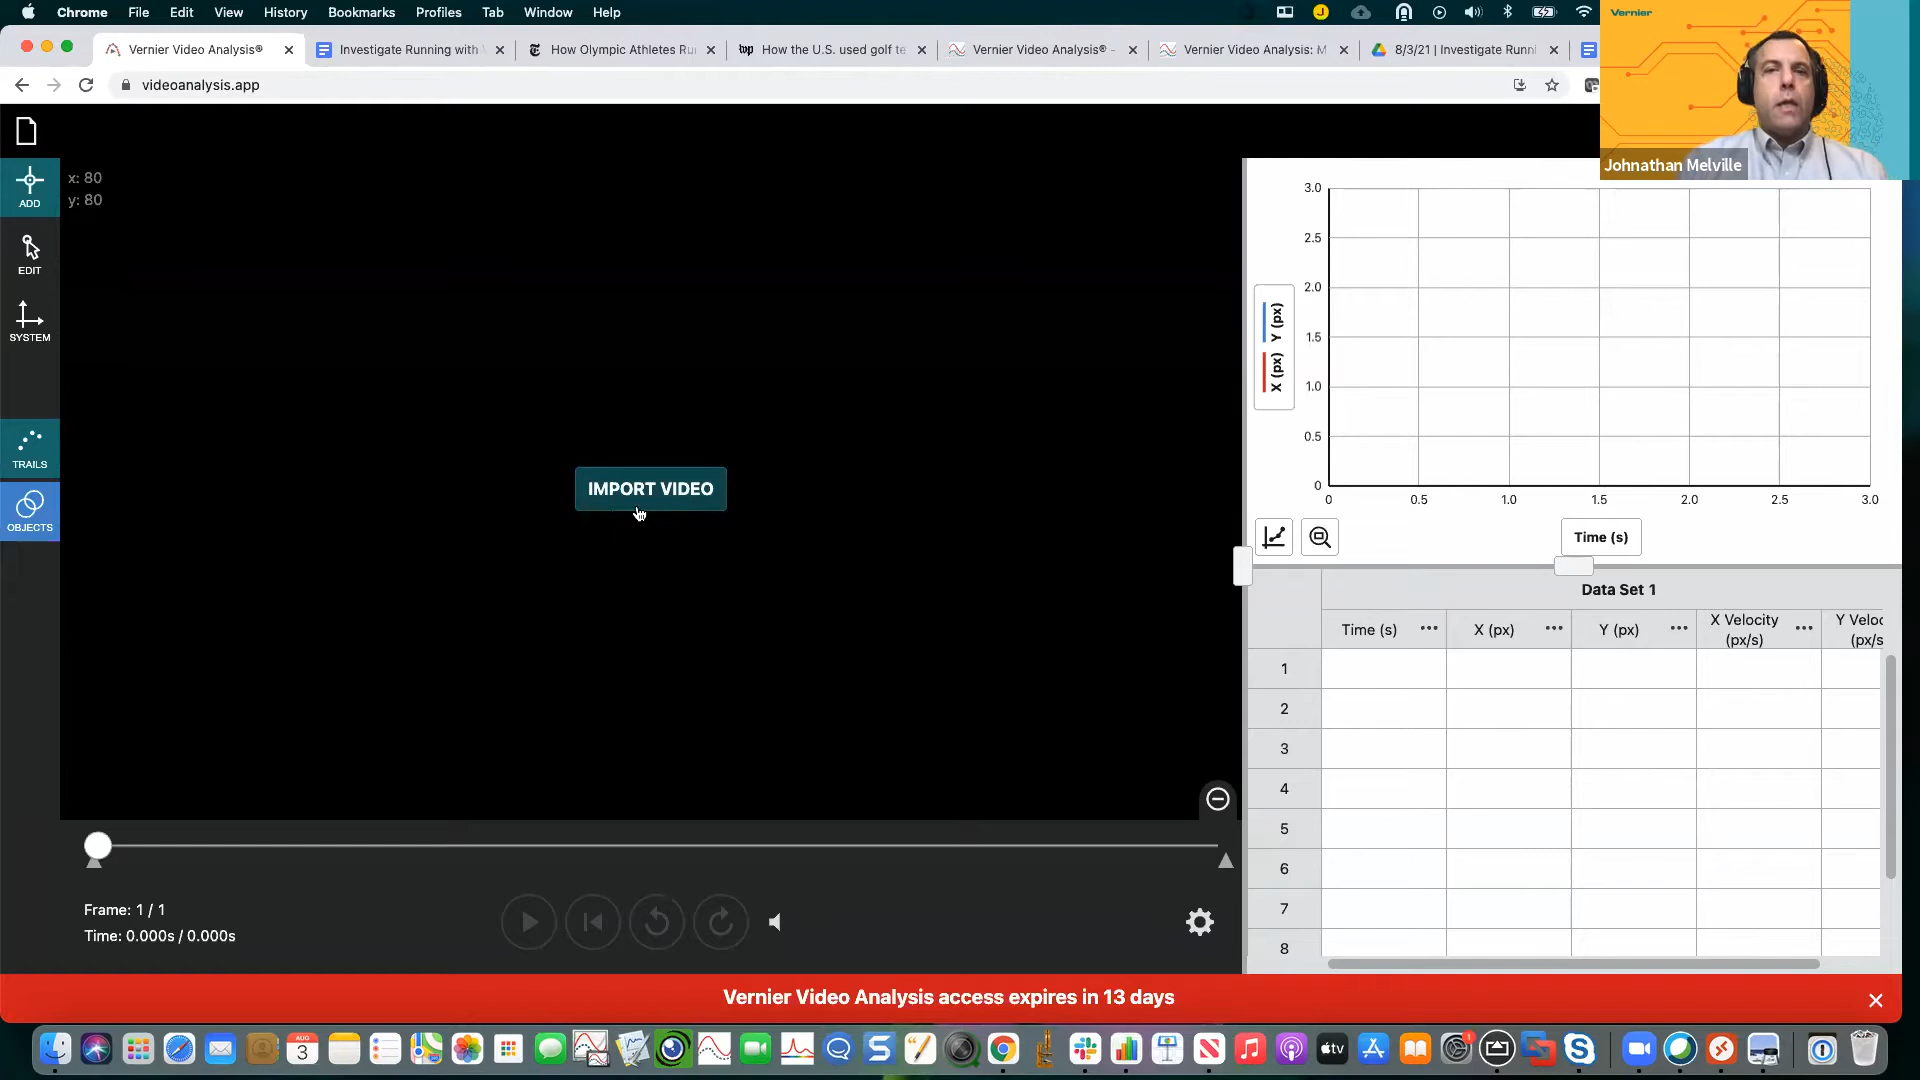 Chrome File Edit View History Bookmarks Profiles Tab Window Help
Vernier
Vernier Video Analysis®
Investigate Running with
How Olympic Athletes Ru
wp How the U.S. used golf te
Vernier Video Analysis® -
Vernier Video Analysis: M
8/3/21 | Investigate Runni
videoanalysis.app
Johnathan Melville
ADD
EDIT
SYSTEM
TRAILS
OBJECTS
x: 80
y: 80
IMPORT VIDEO
3.0
2.5
2.0
1.5
1.0
0.5
0
X (px) Y (px)
0 0.5 1.0 1.5 2.0 2.5 3.0
Time (s)
Data Set 1
Time (s) ••• X (px) ••• Y (px) ••• X Velocity (px/s) ••• Y Veloc (px/s
1
2
3
4
5
6
7
8
Frame: 1 / 1
Time: 0.000s / 0.000s
Vernier Video Analysis access expires in 13 days
AUG
3
tv
1